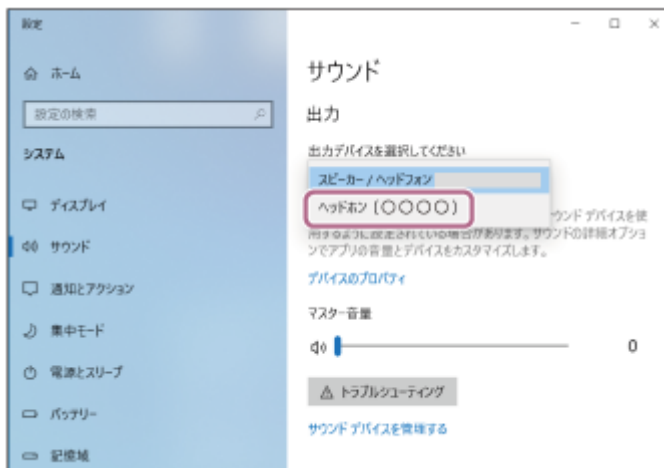 設定
ホーム
設定の検索
システム
ディスプレイ
サウンド
通知とアクション
集中モード
電源とスリープ
バッテリー
記憶域
サウンド
出力
出力デバイスを選択してください
スピーカー / ヘッドフォン
ヘッドホン (○○○○)
ウンド デバイスを使
用するように設定されている場合があります。サウンドの詳細オプショ
ンでアプリの音量とデバイスをカスタマイズします。
デバイスのプロパティ
マスター音量
0
トラブルシューティング
サウンド デバイスを管理する